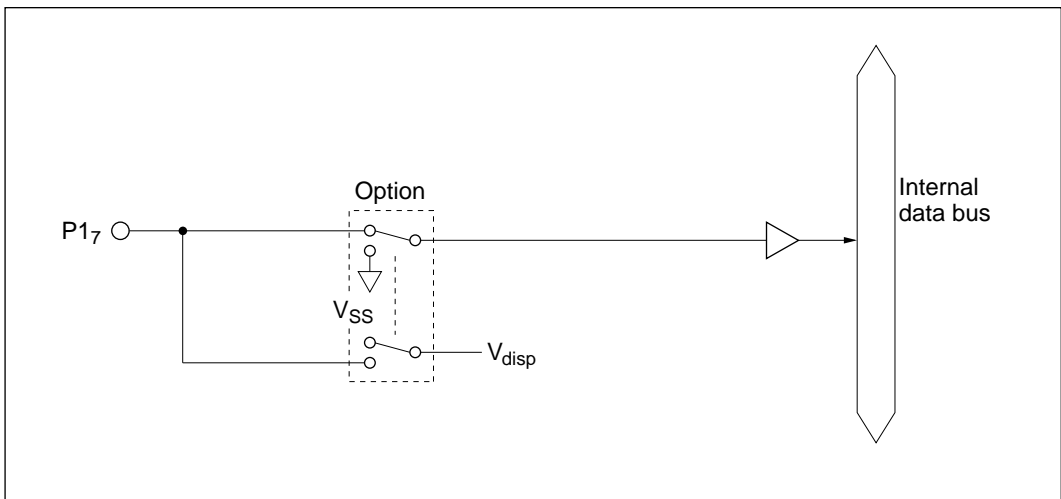 Option
P17
VSS
Vdisp
Internal
data bus